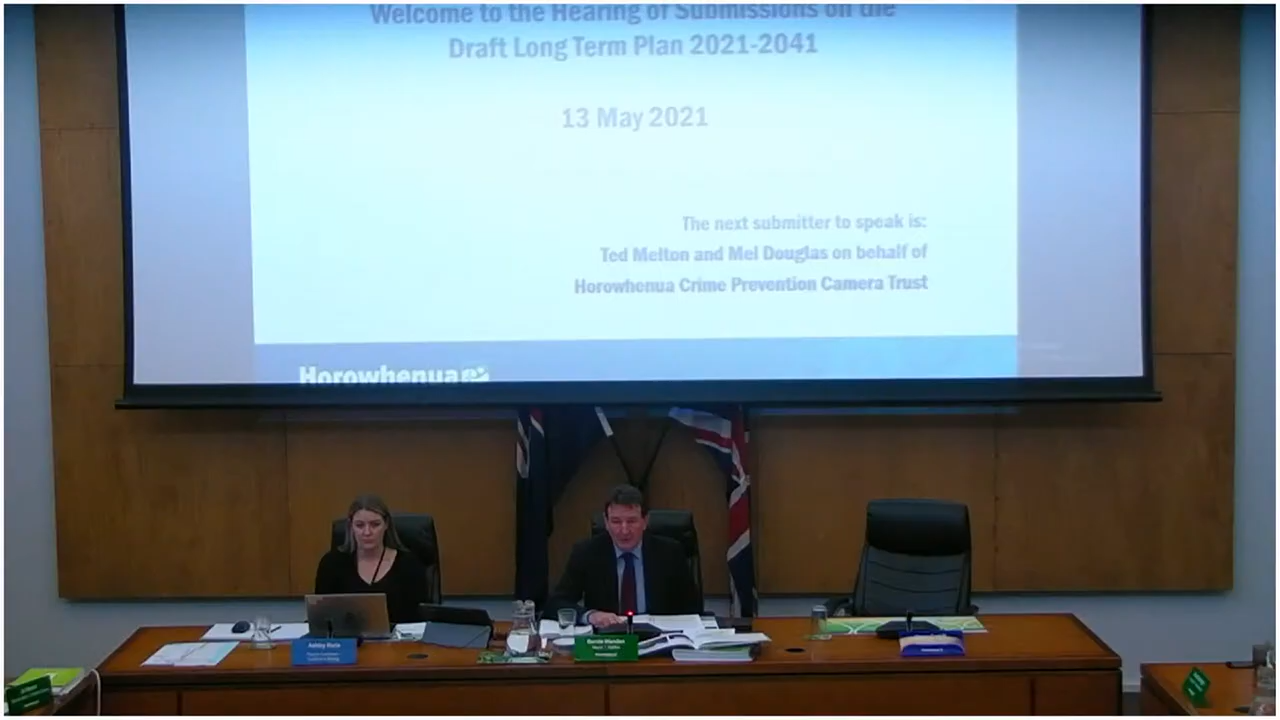 Welcome to the Hearing of Submissions on the
Draft Long Term Plan 2021-2041
13 May 2021
The next submitter to speak is:
Ted Melton and Mel Douglas on behalf of
Horowhenua Crime Prevention Camera Trust
Horowhenua